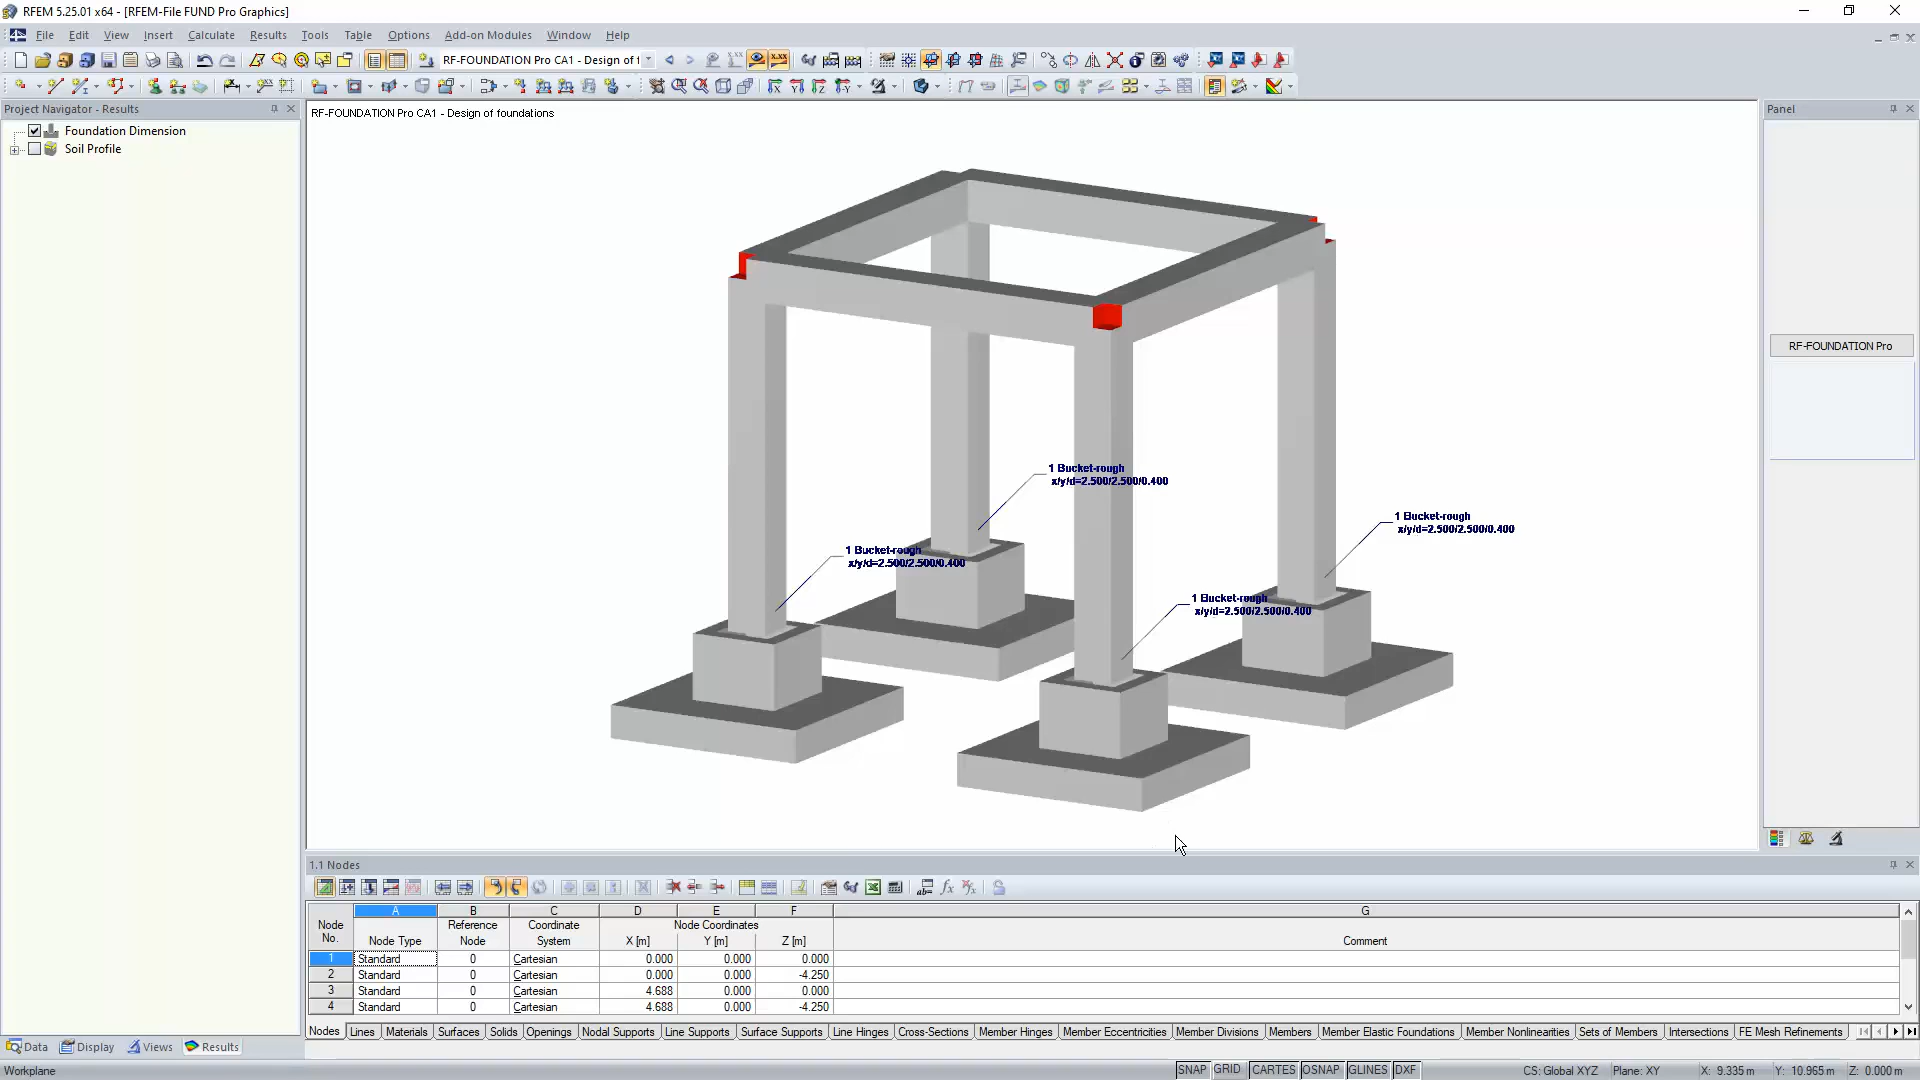 RFEM 5.25.01 x64 - [RFEM-File FUND Pro Graphics]
File Edit View Insert Calculate Results Tools Table Options Add-on Modules Window Help
RF-FOUNDATION Pro CA1 - Design of f
Project Navigator - Results
Foundation Dimension
Soil Profile
Data Display Views Results
RF-FOUNDATION Pro CA1 - Design of foundations
1 Bucket-rough
x/y/d=2.500/2.500/0.400
1 Bucket-rough
x/y/d=2.500/2.500/0.400
1 Bucket-rough
x/y/d=2.500/2.500/0.400
1 Bucket-rough
x/y/d=2.500/2.500/0.400
Panel
RF-FOUNDATION Pro
1.1 Nodes
A B C D E F G
Node Reference Coordinate Node Coordinates
No. Node Type Node System X [m] Y [m] Z [m] Comment
1 Standard 0 Cartesian 0.000 0.000 0.000
2 Standard 0 Cartesian 0.000 0.000 -4.250
3 Standard 0 Cartesian 4.688 0.000 0.000
4 Standard 0 Cartesian 4.688 0.000 -4.250
Nodes Lines Materials Surfaces Solids Openings Nodal Supports Line Supports Surface Supports Line Hinges Cross-Sections Member Hinges Member Eccentricities Member Divisions Members Member Elastic Foundations Member Nonlinearities Sets of Members Intersections FE Mesh Refinements
Workplane SNAP GRID CARTES OSNAP GLINES DXF CS: Global XYZ Plane: XY X: 9.335 m Y: 10.965 m Z: 0.000 m